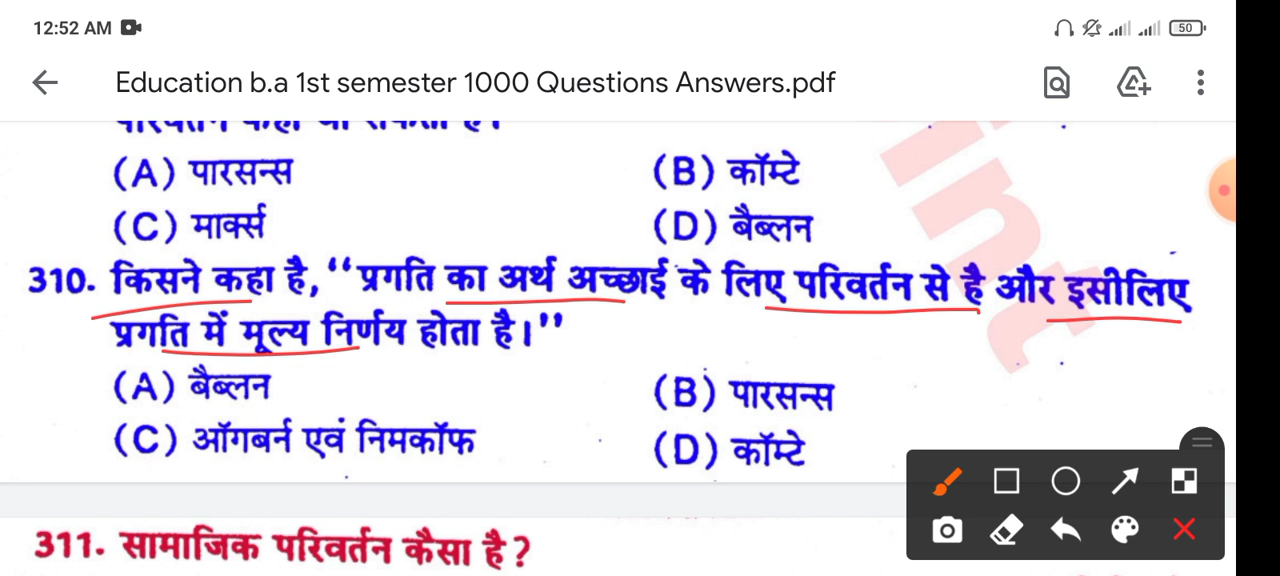 12:52 AM
50
Education b.a 1st semester 1000 Questions Answers.pdf
(A) पारसन्स (B) कॉम्टे
(C) मार्क्स (D) बैब्लन
310. किसने कहा है, “प्रगति का अर्थ अच्छाई के लिए परिवर्तन से है और इसीलिए
प्रगति में मूल्य निर्णय होता है।”
(A) बैब्लन (B) पारसन्स
(C) ऑगबर्न एवं निमकॉफ (D) कॉम्टे
311. सामाजिक परिवर्तन कैसा है?